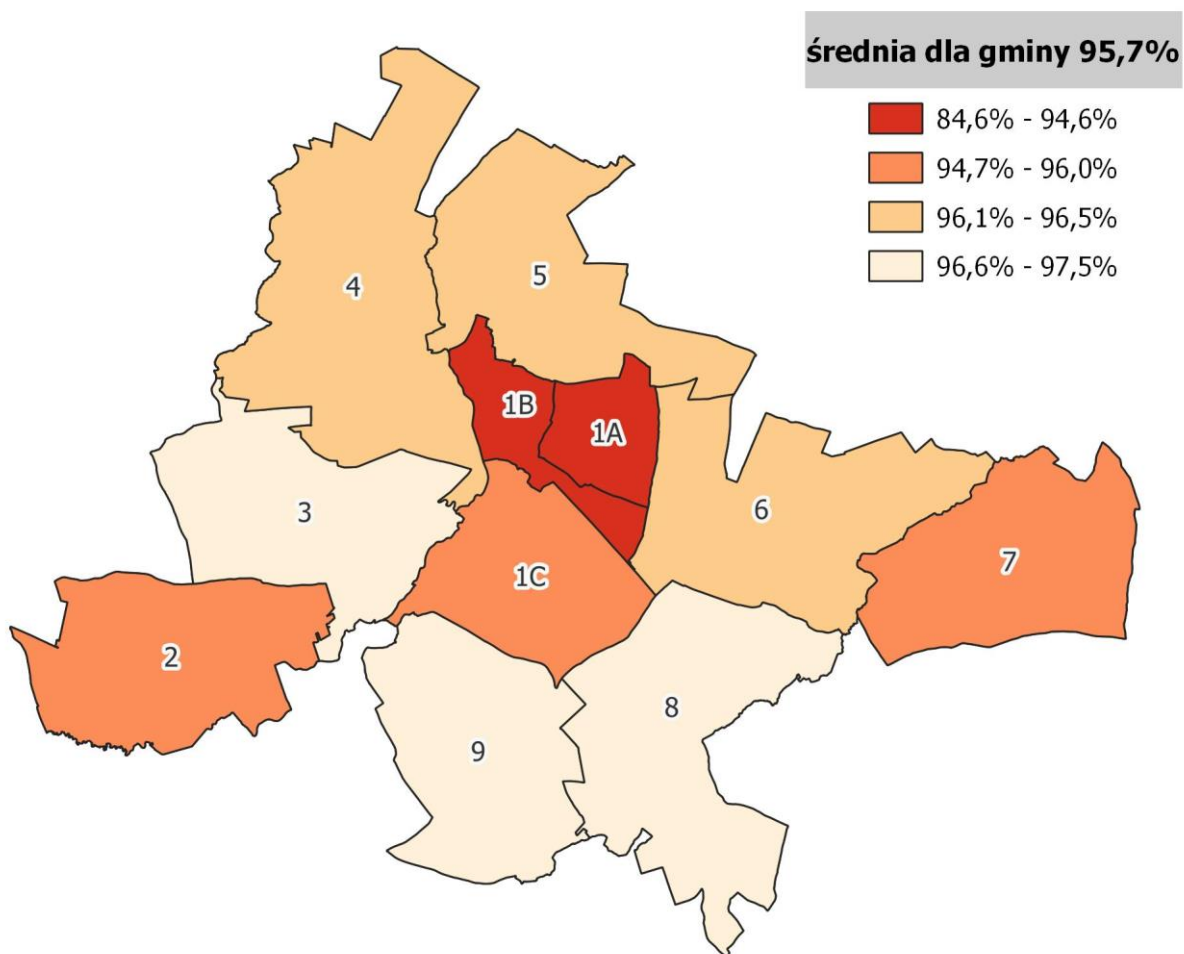 średnia dla gminy 95,7%
84,6% - 94,6%
94,7% - 96,0%
96,1% - 96,5%
96,6% - 97,5%
4
5
1B
1A
3
6
1C
7
2
8
9